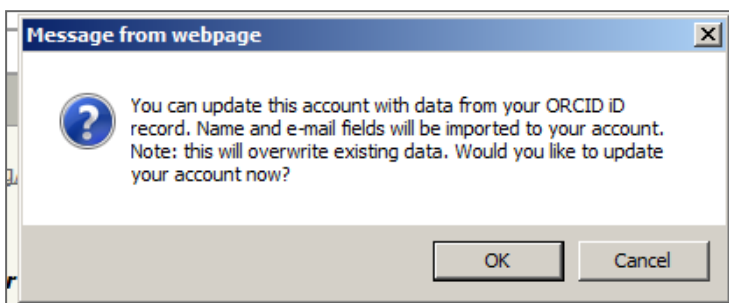 Message from webpage
You can update this account with data from your ORCID iD
record. Name and e-mail fields will be imported to your account.
Note: this will overwrite existing data. Would you like to update
your account now?
OK
Cancel
r